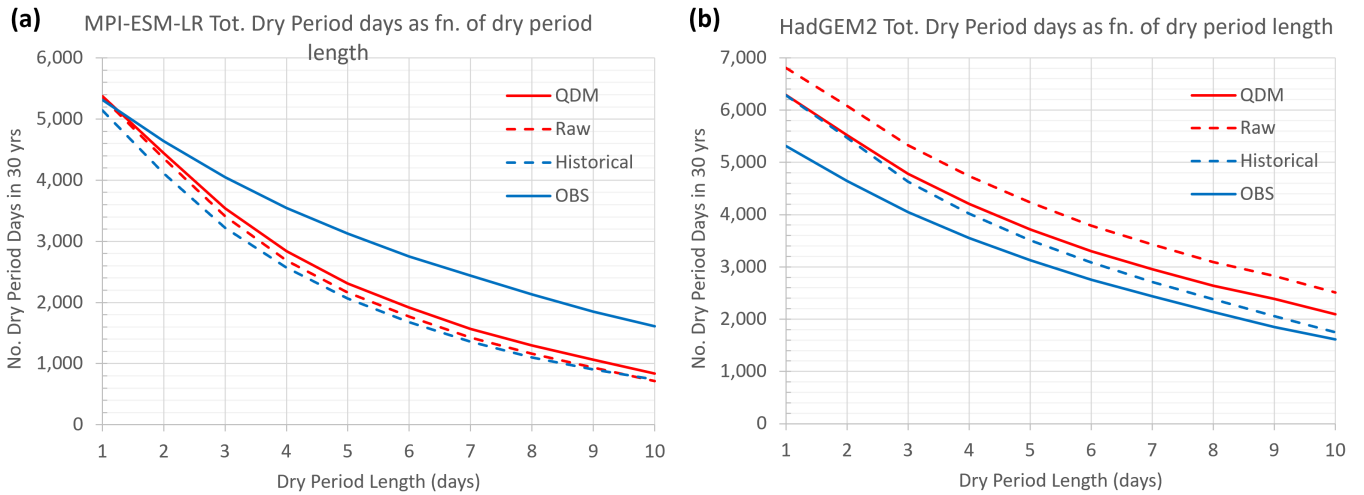 (a)
MPI-ESM-LR Tot. Dry Period days as fn. of dry period
length
No. Dry Period Days in 30 yrs
6,000
5,000
4,000
3,000
2,000
1,000
0
QDM
Raw
Historical
OBS
1 2 3 4 5 6 7 8 9 10
Dry Period Length (days)
(b)
HadGEM2 Tot. Dry Period days as fn. of dry period length
No. Dry Period Days in 30 yrs
7,000
6,000
5,000
4,000
3,000
2,000
1,000
0
QDM
Raw
Historical
OBS
1 2 3 4 5 6 7 8 9 10
Dry Period Length (days)